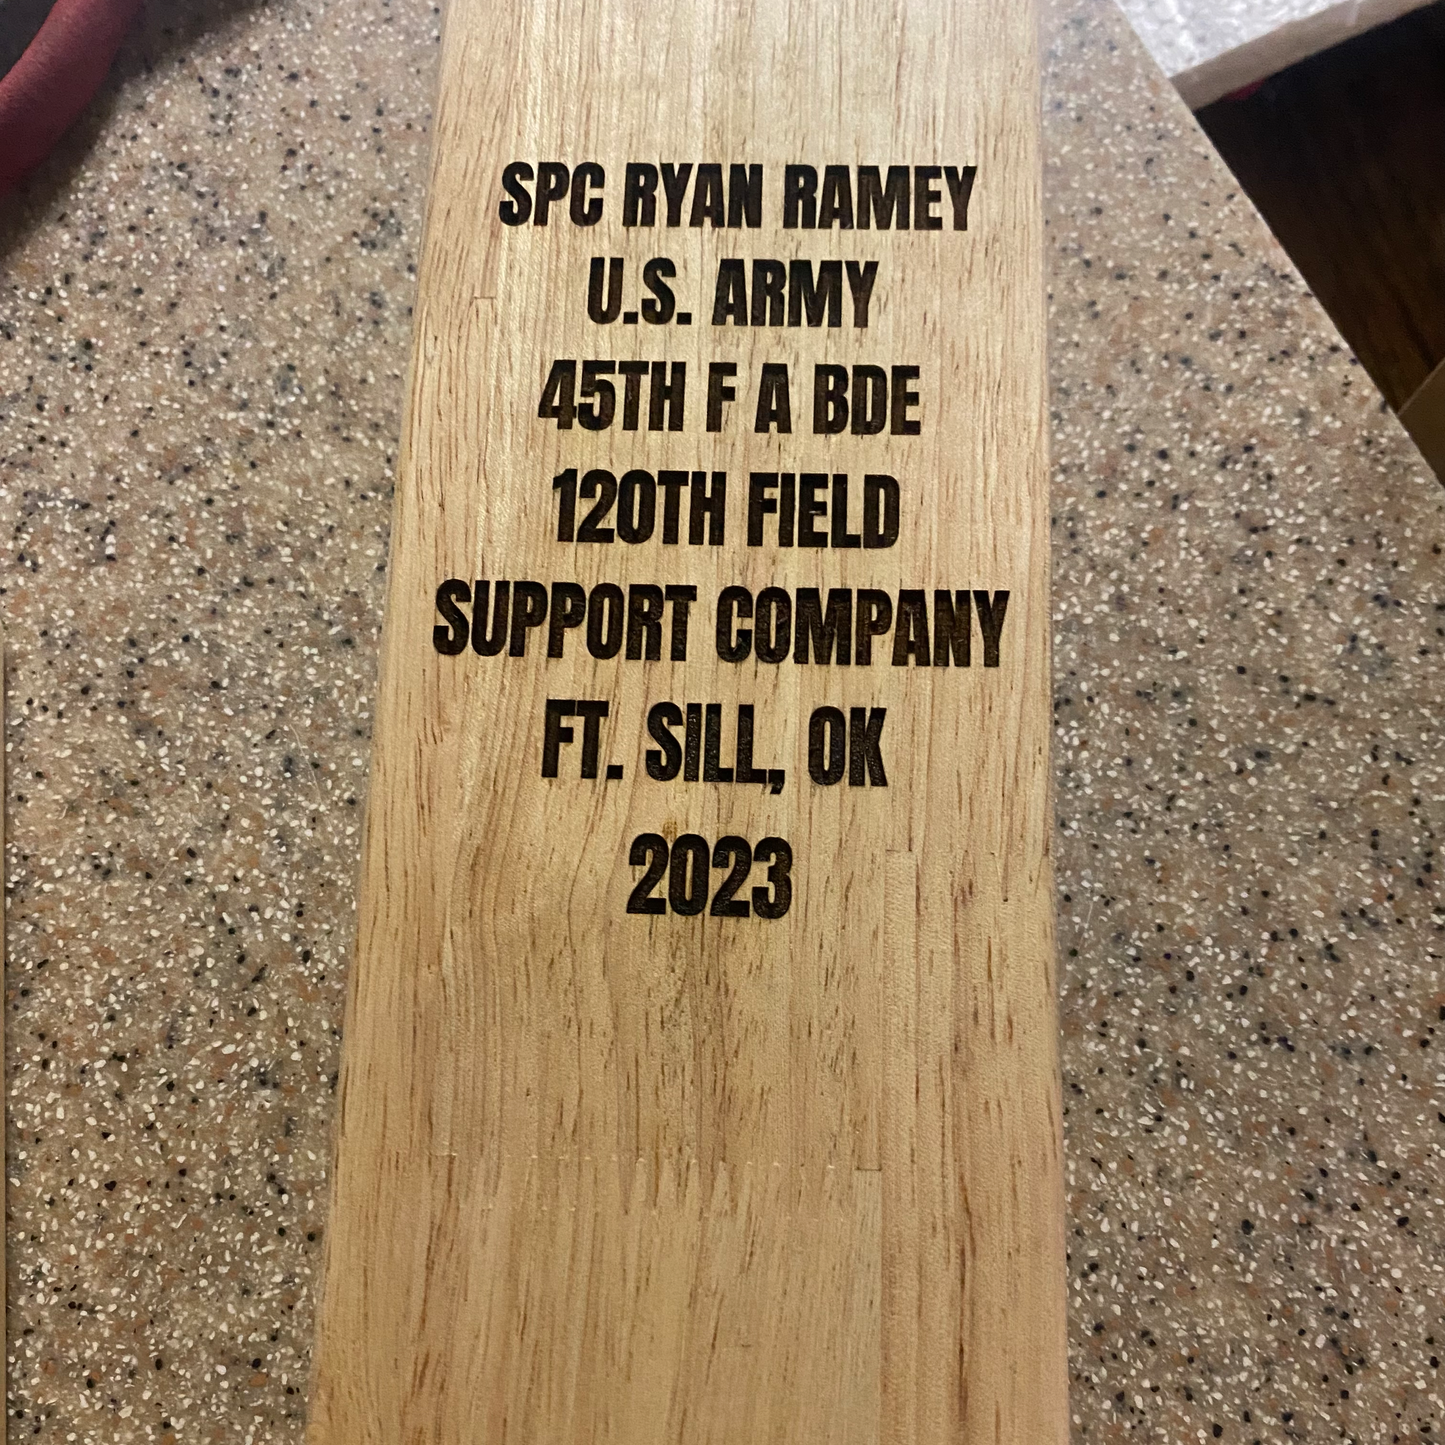 SPC RYAN RAMEY
U.S. ARMY
45TH F A BDE
120TH FIELD
SUPPORT COMPANY
FT. SILL, OK
2023